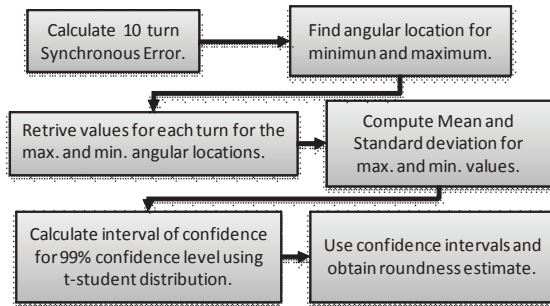 Calculate 10 turn
Synchronous Error.
Find angular location for
minimun and maximum.
Retrive values for each turn for the
max. and min. angular locations.
Compute Mean and
Standard deviation for
max. and min. values.
Calculate interval of confidence
for 99% confidence level using
t-student distribution.
Use confidence intervals and
obtain roundness estimate.